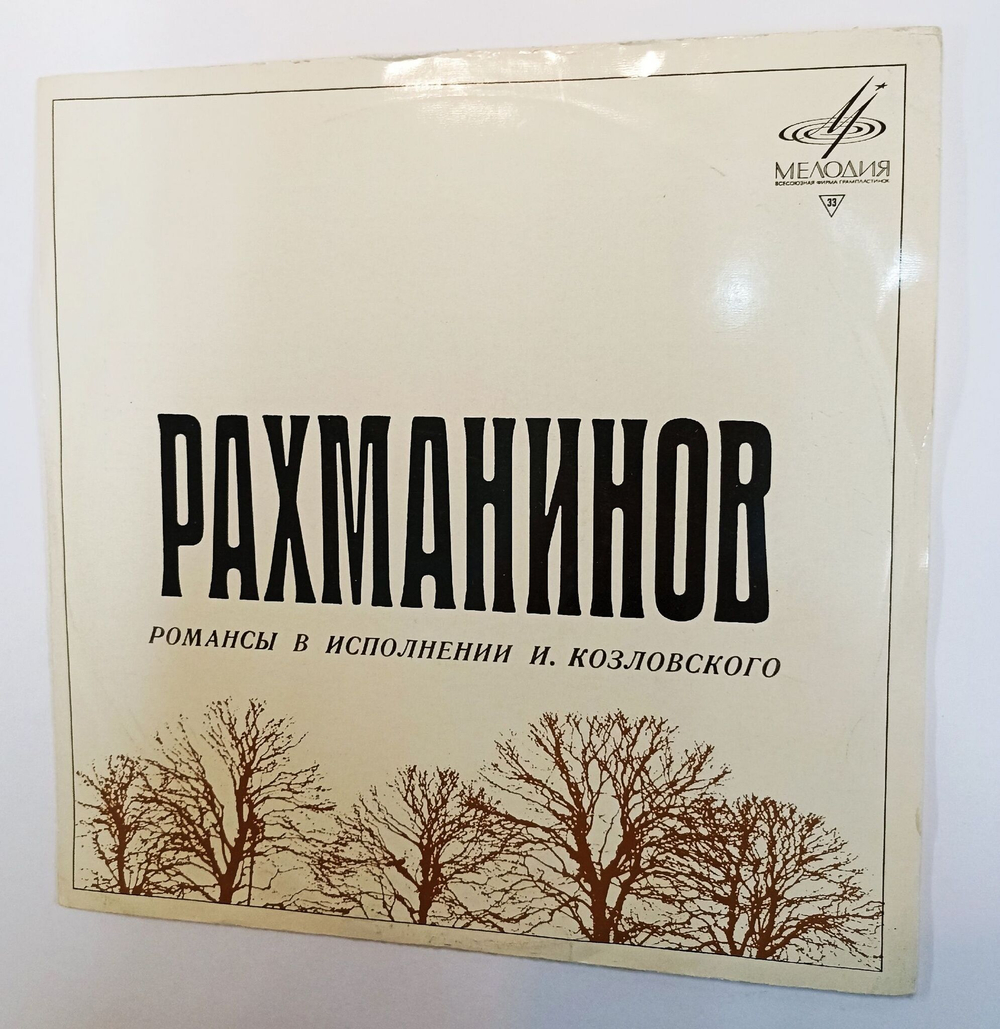 МЕЛОДИЯ
ВСЕСОЮЗНАЯ ФИРМА ГРАМПЛАСТИНОК
33
РАХМАНИНОВ
РОМАНСЫ В ИСПОЛНЕНИИ И. КОЗЛОВСКОГО